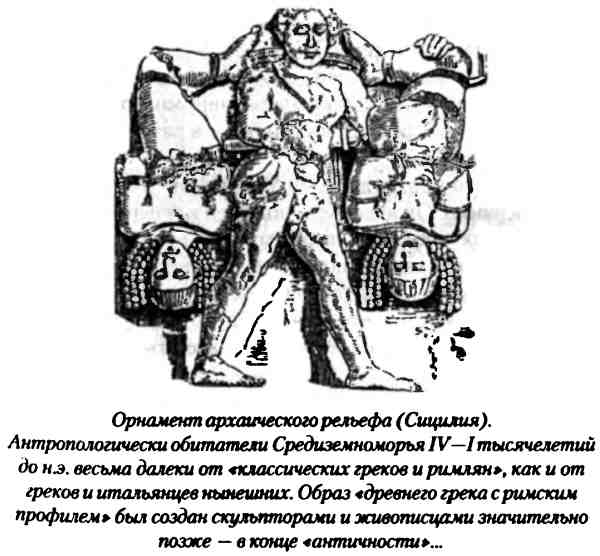 Орнамент архаического рельефа (Сицилия).
Антропологически обитатели Средиземноморья IV—I тысячелетий
до н.э. весьма далеки от «классических греков и римлян», как и от
греков и итальянцев нынешних. Образ «древнего грека с римским
профилем» был создан скульпторами и живописцами значительно
позже — в конце «античности»...